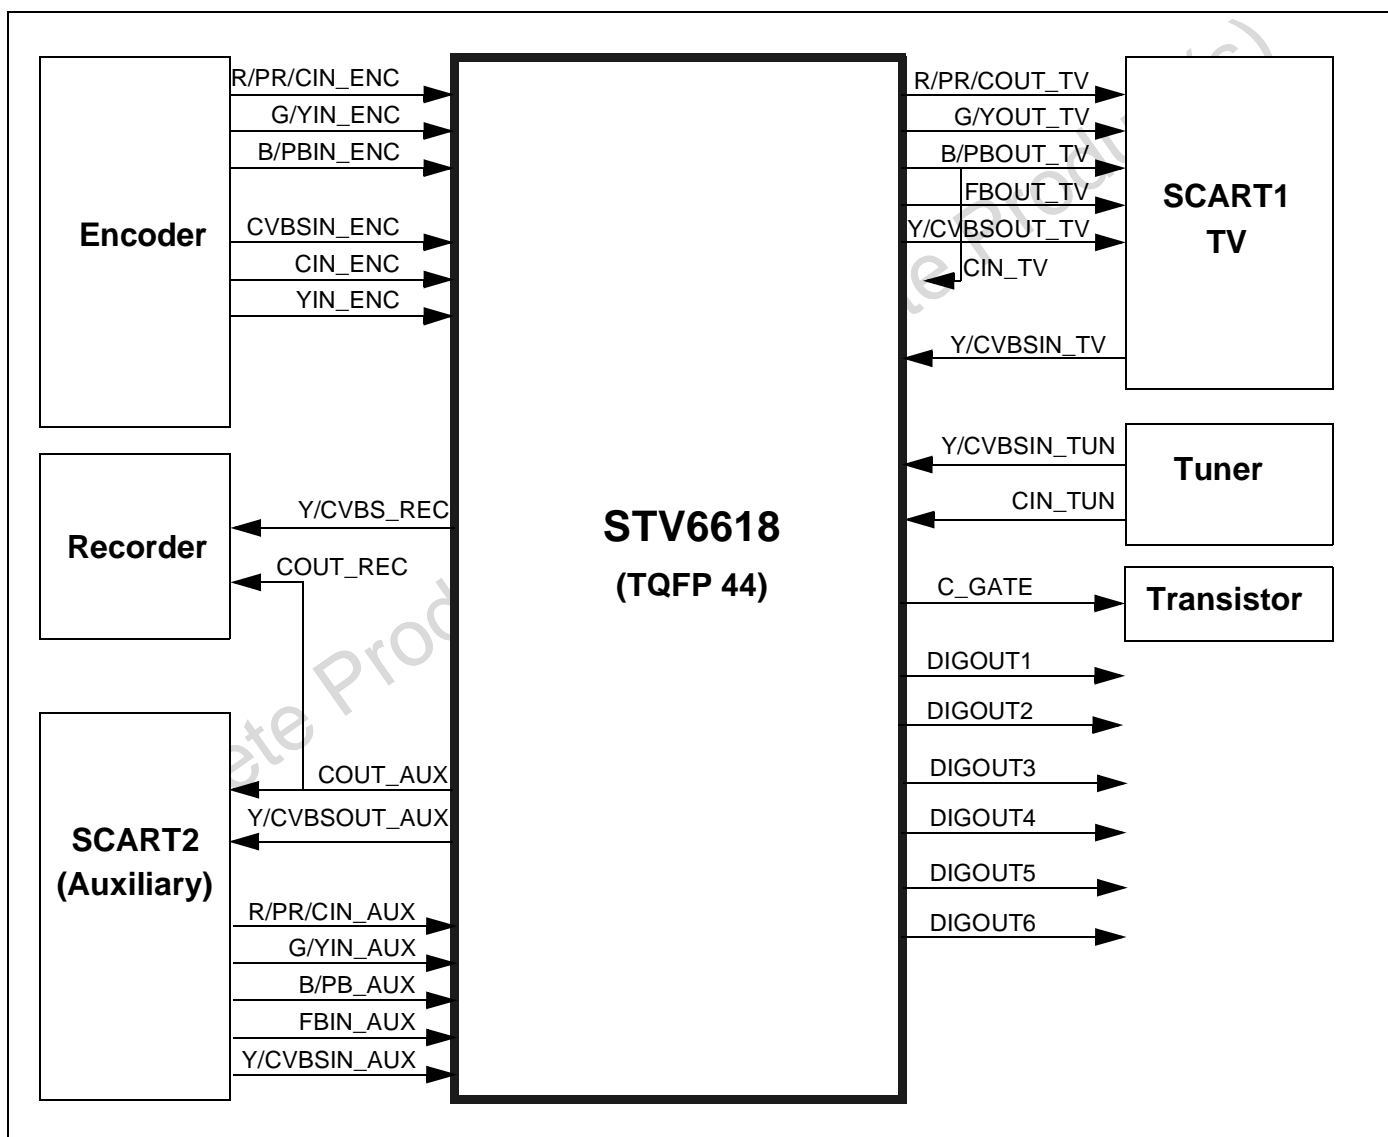 R/PR/CIN_ENC
G/YIN_ENC
B/PBIN_ENC
Encoder
CVBSIN_ENC
CIN_ENC
YIN_ENC
Y/CVBS_REC
Recorder
COUT_REC
COUT_AUX
Y/CVBSOUT_AUX
SCART2
(Auxiliary)
R/PR/CIN_AUX
G/YIN_AUX
B/PB_AUX
FBIN_AUX
Y/CVBSIN_AUX
STV6618
(TQFP 44)
R/PR/COUT_TV
G/YOUT_TV
B/PBOUT_TV
FBOUT_TV
Y/CVBSOUT_TV
CIN_TV
SCART1
TV
Y/CVBSIN_TV
Y/CVBSIN_TUN
Tuner
CIN_TUN
C_GATE
Transistor
DIGOUT1
DIGOUT2
DIGOUT3
DIGOUT4
DIGOUT5
DIGOUT6